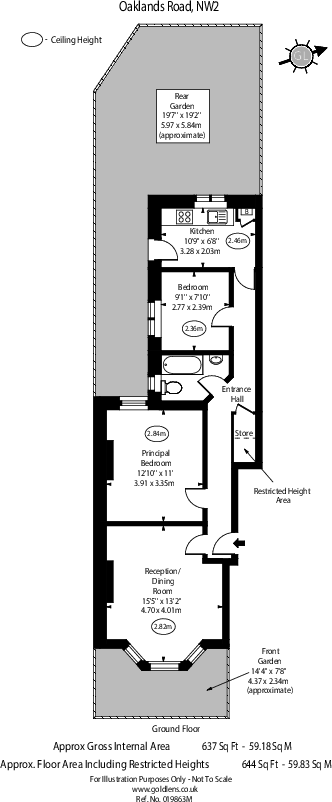 Oaklands Road, NW2
- Ceiling Height
GL
Rear
Garden
19'7" x 19'2"
5.97 x 5.84m
(approximate)
B
Kitchen
10'9" x 6'8"
3.28 x 2.03m
2.46m
Bedroom
9'1" x 7'10"
2.77 x 2.39m
2.36m
Entrance
Hall
2.84m
Store
Principal
Bedroom
12'10" x 11'
3.91 x 3.35m
Restricted Height
Area
Reception/
Dining
Room
15'5" x 13'2"
4.70 x 4.01m
2.82m
Front
Garden
14'4" x 7'8"
4.37 x 2.34m
(approximate)
Ground Floor
Approx Gross Internal Area 637 Sq Ft - 59.18 Sq M
Approx. Floor Area Including Restricted Heights 644 Sq Ft - 59.83 Sq M
For Illustration Purposes Only - Not To Scale
www.goldlens.co.uk
Ref. No. 019863M